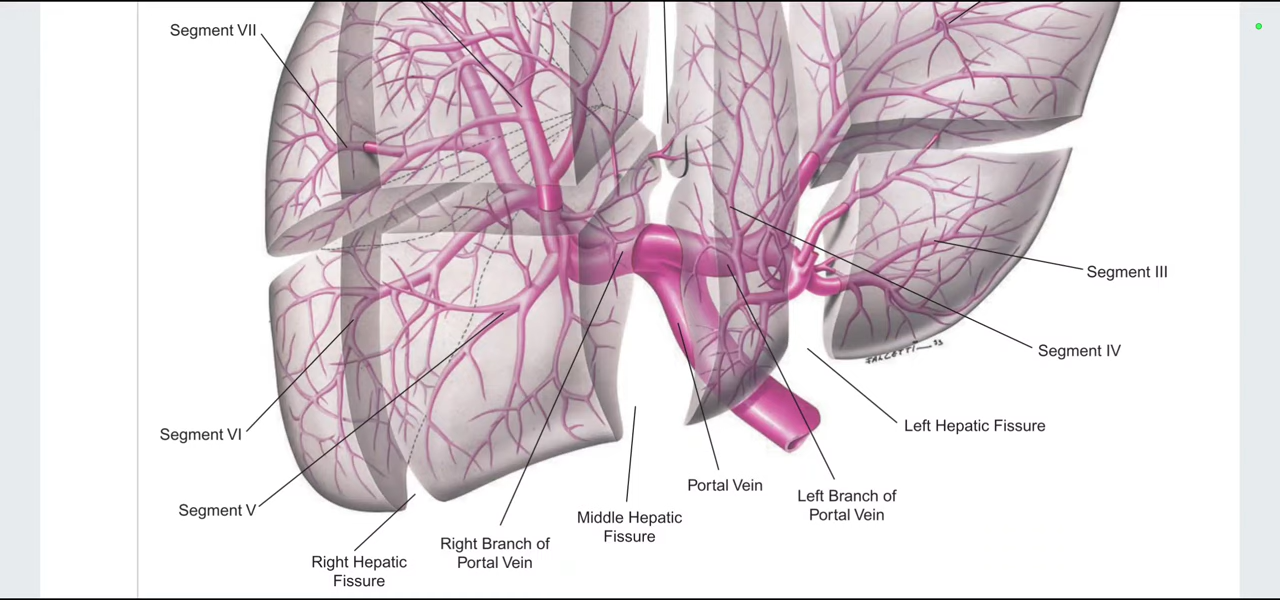 Segment VII
Segment III
Segment IV
Left Hepatic Fissure
Segment VI
Portal Vein
Left Branch of
Portal Vein
Segment V
Middle Hepatic
Fissure
Right Branch of
Portal Vein
Right Hepatic
Fissure